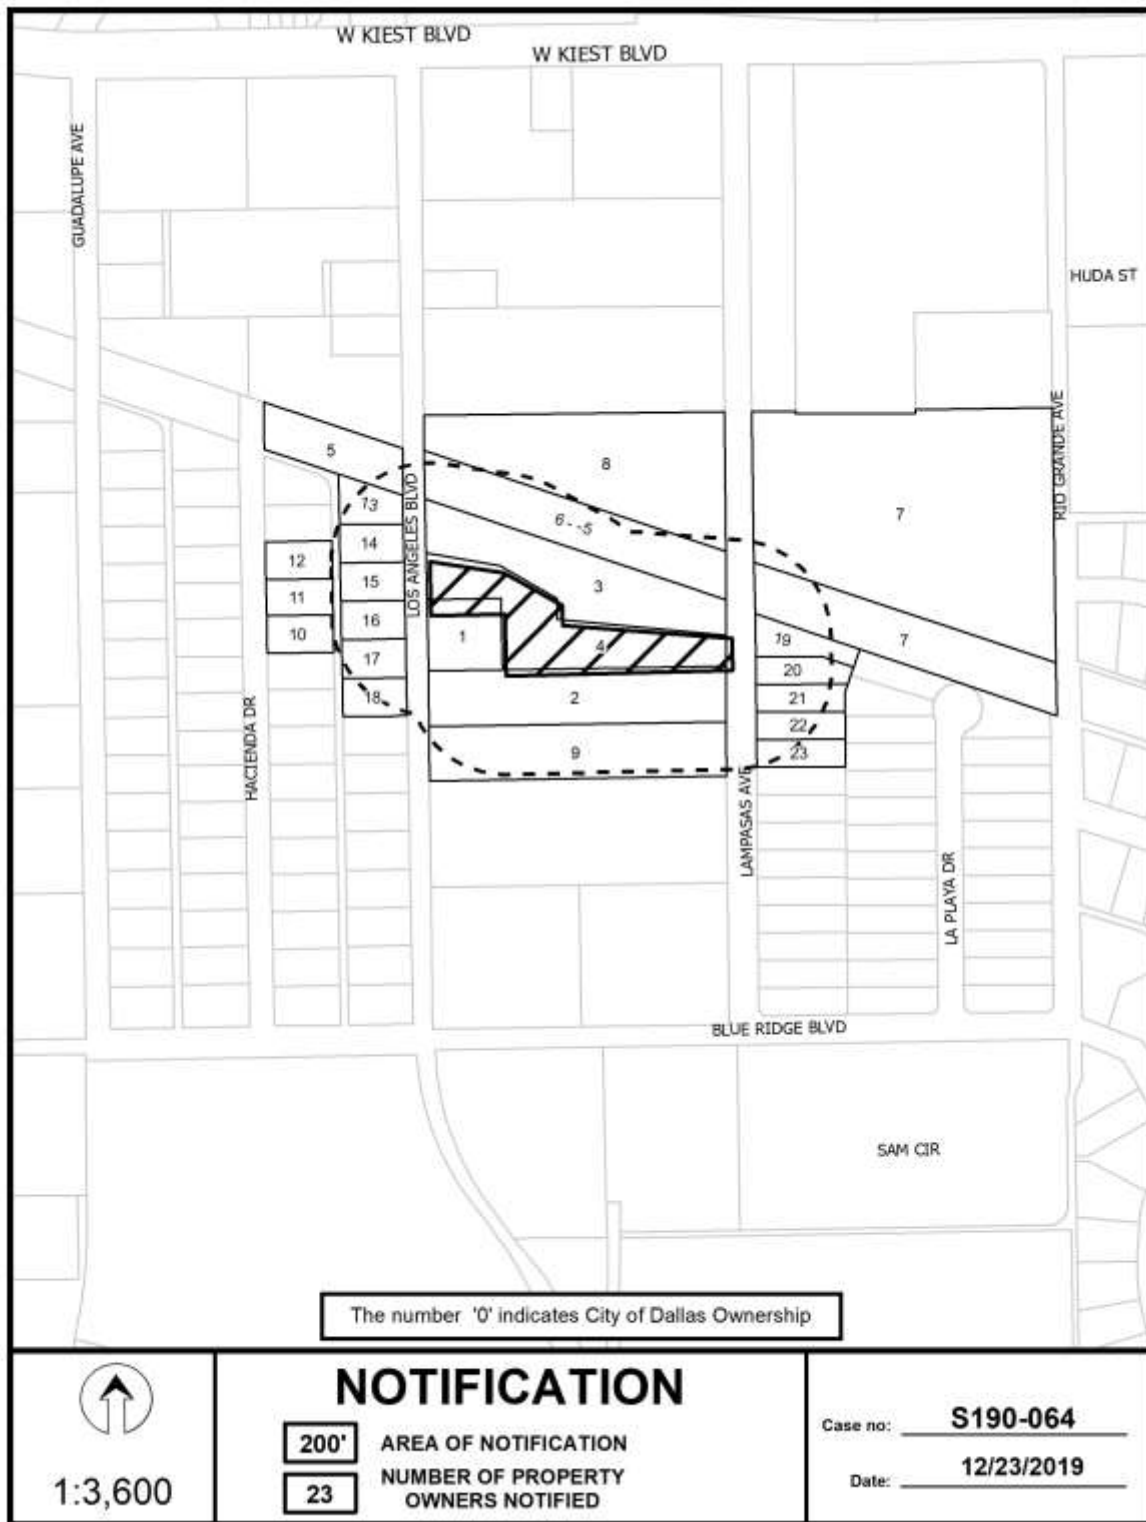 W KIEST BLVD
W KIEST BLVD
GUADALUPE AVE
HUDA ST
RIO GRANDE AVE
LOS ANGELES BLVD
5
8
7
13
6 - -5
14
12
15
3
11
16
19
7
10
1
4
17
20
18
2
21
22
9
23
HACIENDA DR
LAMPASAS AVE
LA PLAYA DR
BLUE RIDGE BLVD
SAM CIR
The number '0' indicates City of Dallas Ownership
1:3,600
NOTIFICATION
200' AREA OF NOTIFICATION
23 NUMBER OF PROPERTY
OWNERS NOTIFIED
Case no: S190-064
Date: 12/23/2019